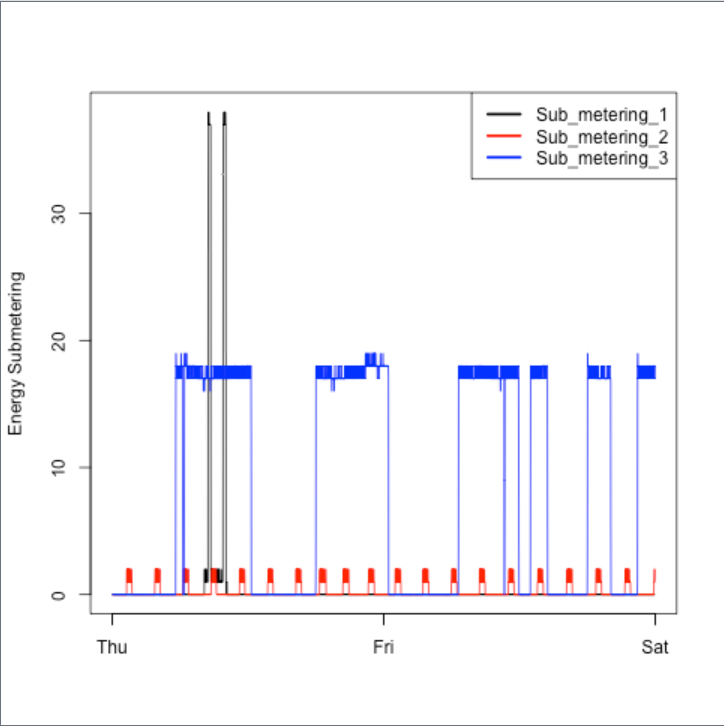 Sub_metering_1
Sub_metering_2
Sub_metering_3
Energy Submetering
30
20
10
0
Thu Fri Sat